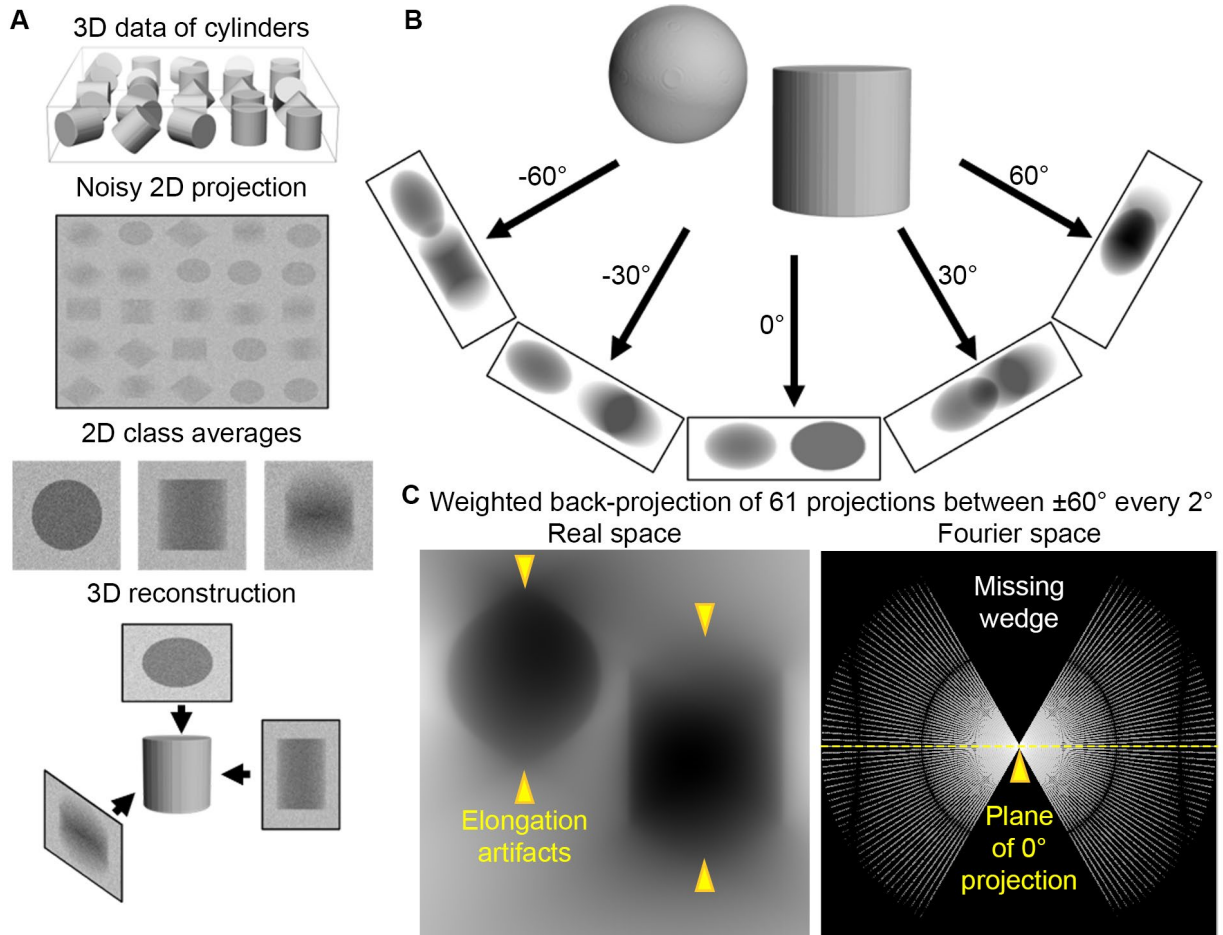 A
3D data of cylinders
Noisy 2D projection
2D class averages
3D reconstruction
B
-60°
-30°
0°
30°
60°
C Weighted back-projection of 61 projections between ±60° every 2°
Real space
Elongation
artifacts
Fourier space
Missing
wedge
Plane
of 0°
projection